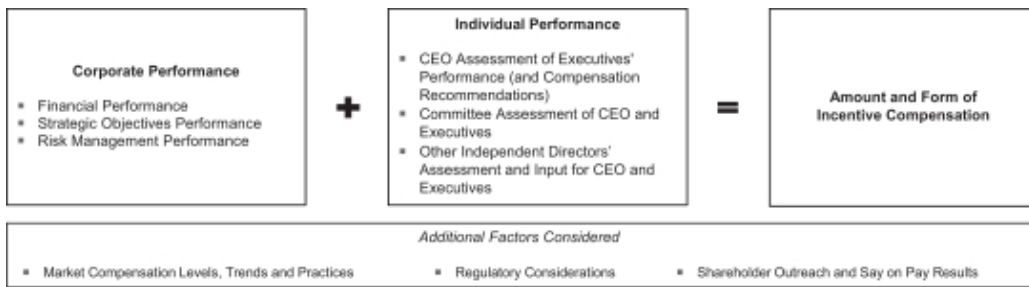 Corporate Performance
▪ Financial Performance
▪ Strategic Objectives Performance
▪ Risk Management Performance
+
Individual Performance
▪ CEO Assessment of Executives'
Performance (and Compensation
Recommendations)
▪ Committee Assessment of CEO and
Executives
▪ Other Independent Directors'
Assessment and Input for CEO and
Executives
=
Amount and Form of
Incentive Compensation
Additional Factors Considered
▪ Market Compensation Levels, Trends and Practices ▪ Regulatory Considerations ▪ Shareholder Outreach and Say on Pay Results